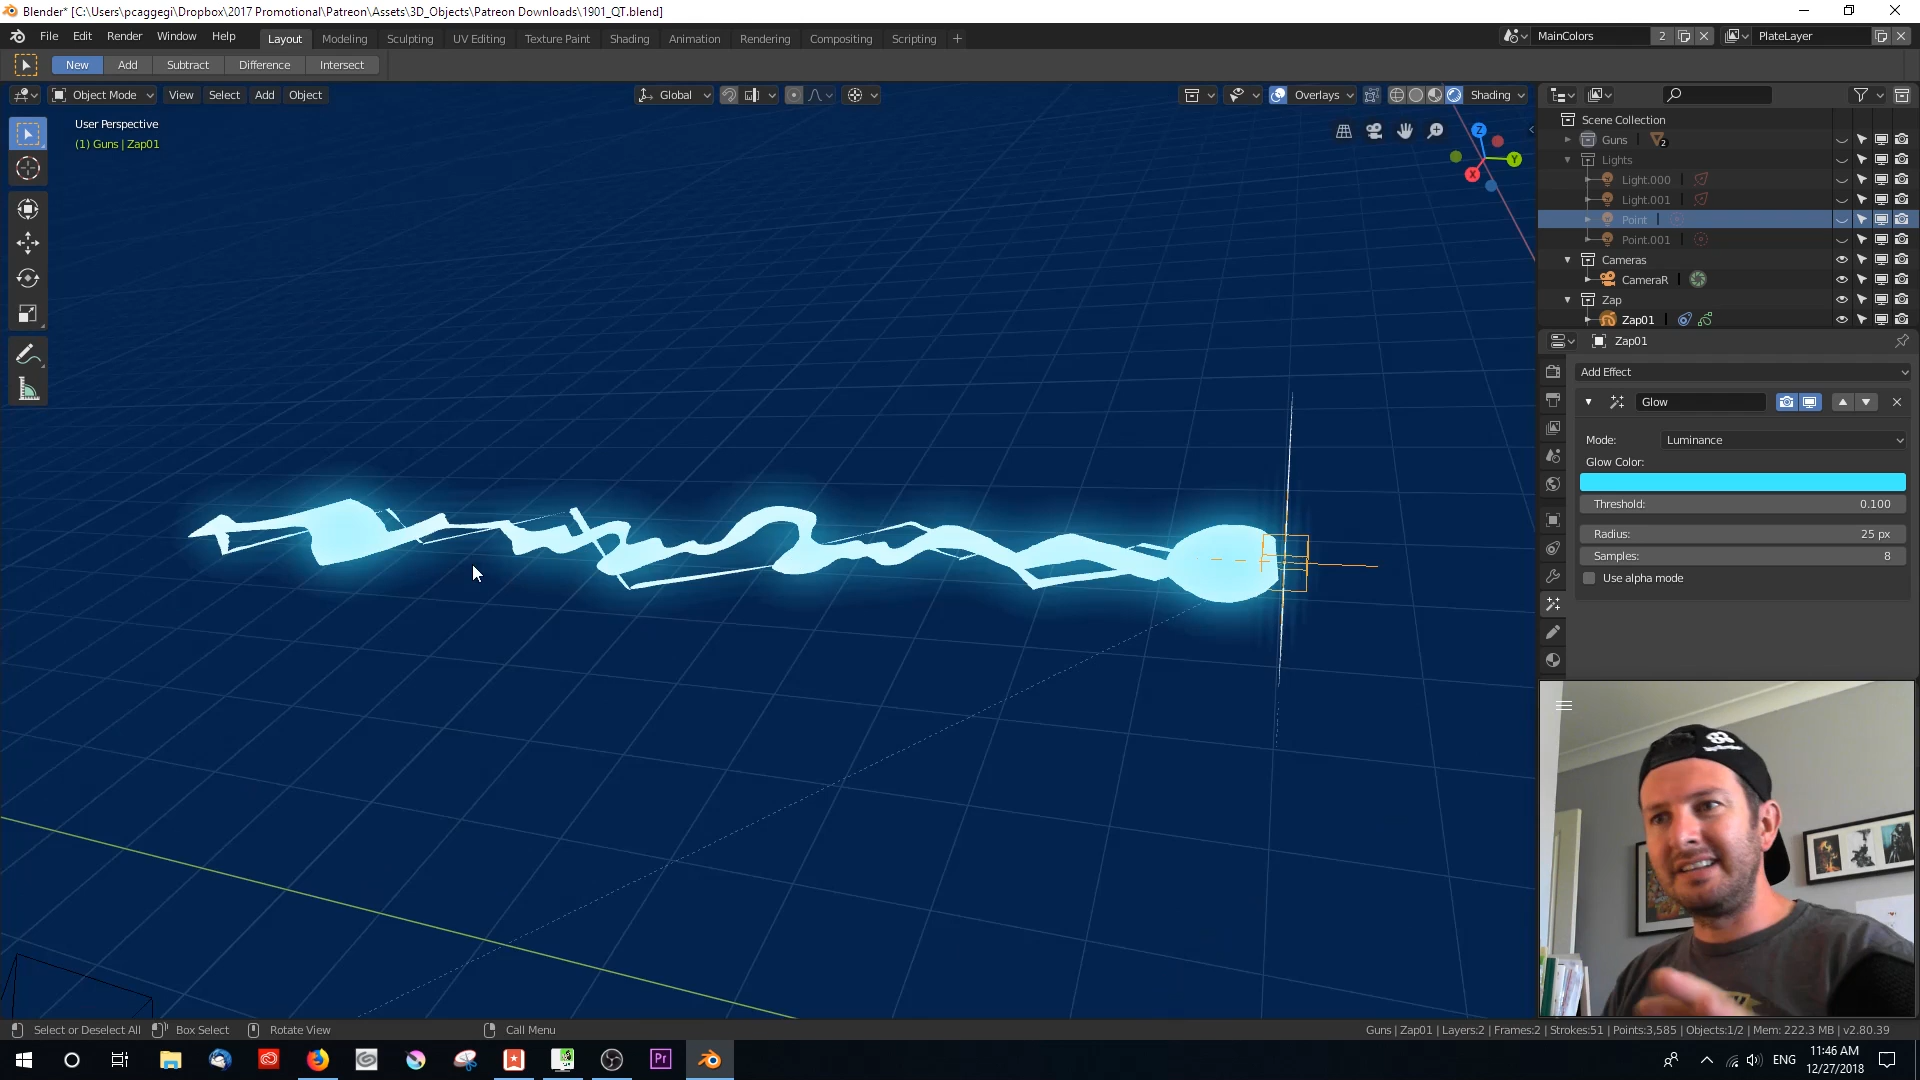 Blender* [C:\Users\pcaggegi\Dropbox\2017 Promotional\Patreon\Assets\3D_Objects\Patreon Downloads\1901_QT.blend]
File Edit Render Window Help Layout Modeling Sculpting UV Editing Texture Paint Shading Animation Rendering Compositing Scripting + MainColors 2 PlateLayer
New Add Subtract Difference Intersect
Object Mode View Select Add Object Global Overlays Shading
User Perspective
(1) Guns | Zap01
Z
Y
X
Scene Collection
Guns 2
Lights
Light.000
Light.001
Point
Point.001
Cameras
CameraR
Zap
Zap01
Zap01
Add Effect
Glow
Mode: Luminance
Glow Color:
Threshold: 0.100
Radius: 25 px
Samples: 8
Use alpha mode
Select or Deselect All Box Select Rotate View Call Menu Guns | Zap01 | Layers:2 | Frames:2 | Strokes:51 | Points:3,585 | Objects:1/2 | Mem: 222.3 MB | v2.80.39
Pr ENG 11:46 AM
12/27/2018